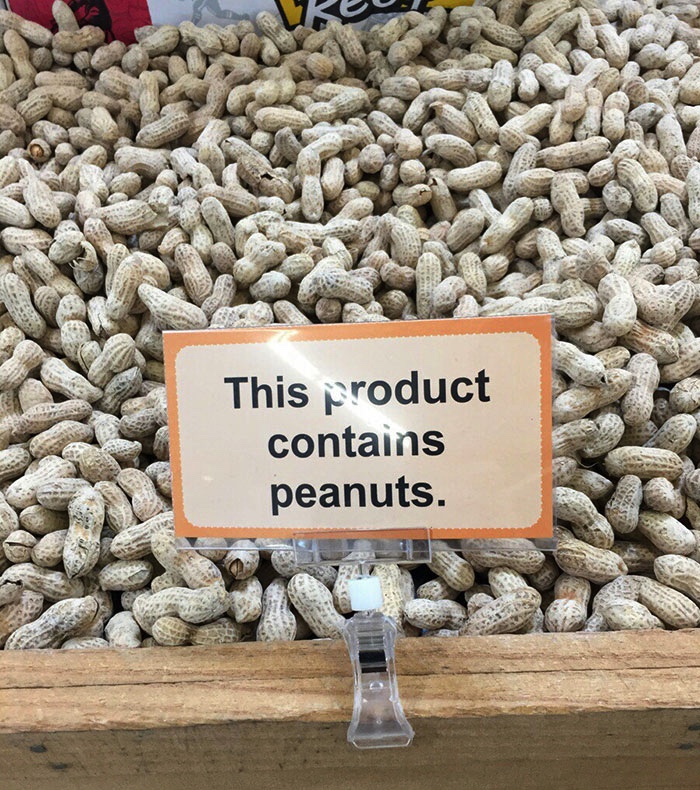 This product
contains
peanuts.